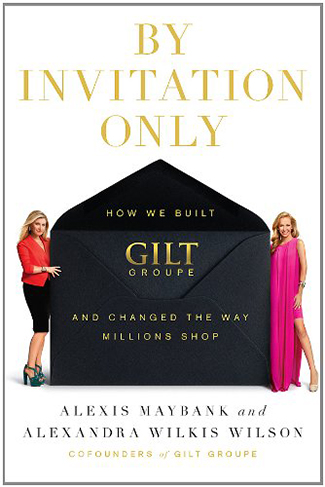 BY
INVITATION
ONLY
HOW WE BUILT
GILT
GROUPE
AND CHANGED THE WAY
MILLIONS SHOP
ALEXIS MAYBANK and
ALEXANDRA WILKIS WILSON
COFOUNDERS of GILT GROUPE